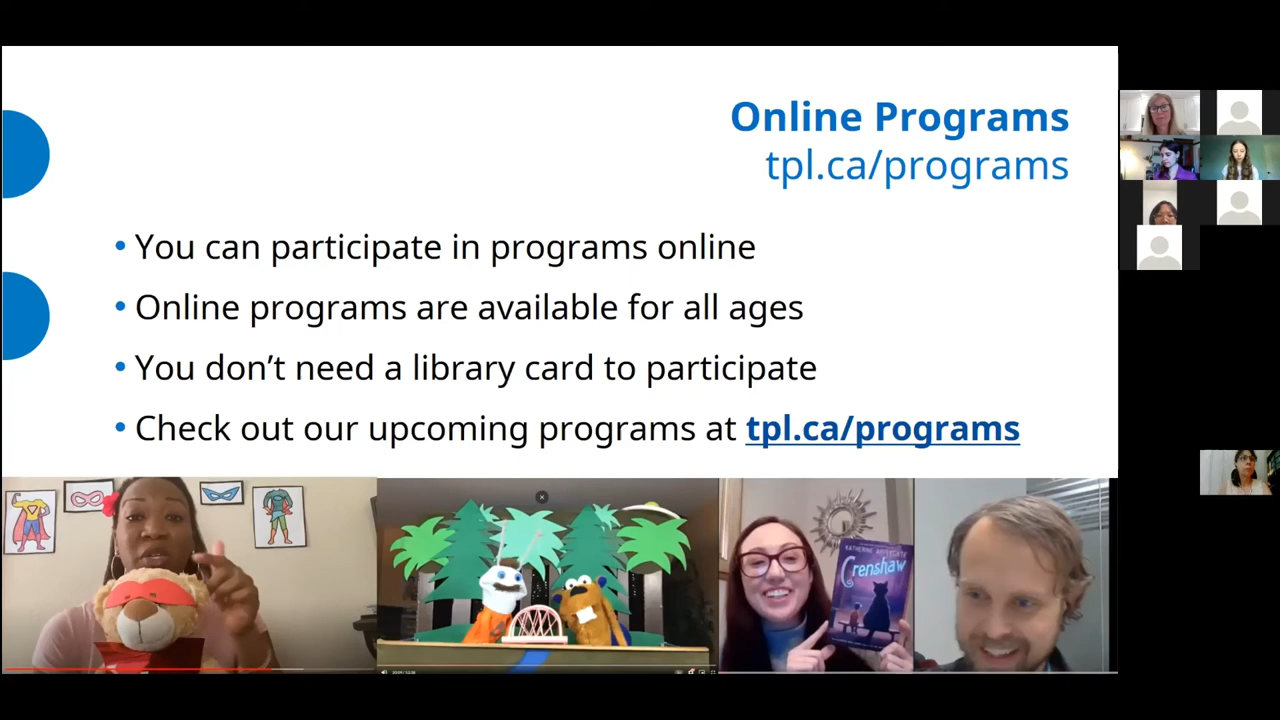 Online Programs
tpl.ca/programs
• You can participate in programs online
• Online programs are available for all ages
• You don’t need a library card to participate
• Check out our upcoming programs at tpl.ca/programs
KATHERINE APPLEGATE
Crenshaw